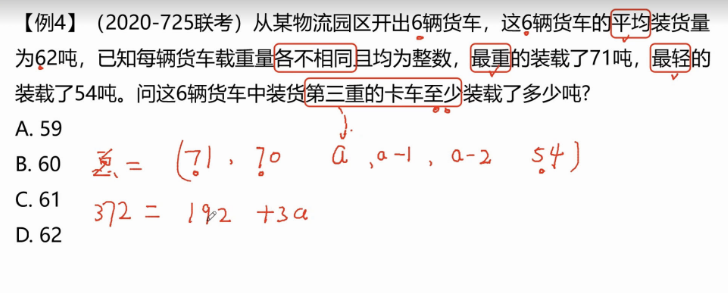 【例4】（2020-725联考）从某物流园区开出6辆货车，这6辆货车的平均装货量
为62吨，已知每辆货车载重量各不相同且均为整数，最重的装载了71吨，最轻的
装载了54吨。问这6辆货车中装货第三重的卡车至少装载了多少吨？
A. 59
B. 60
总 = (71 , 70 a , a-1 , a-2 54)
C. 61
372 = 192 +3a
D. 62